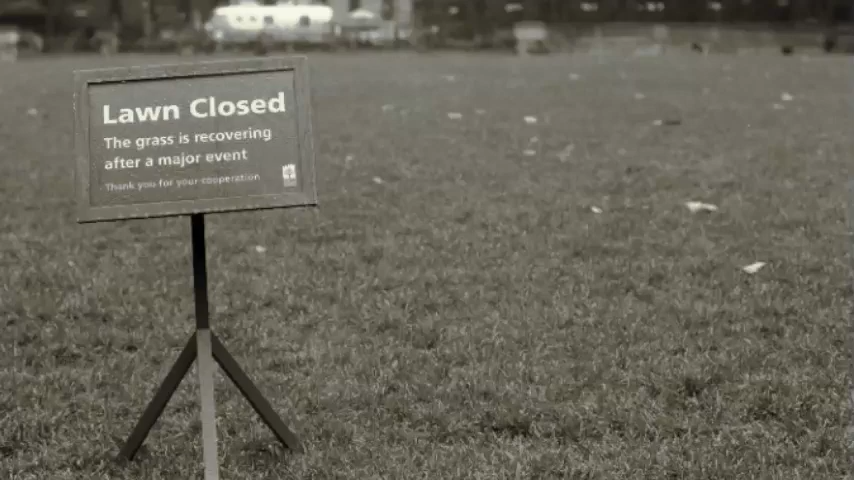 Lawn Closed
The grass is recovering
after a major event
Thank you for your cooperation